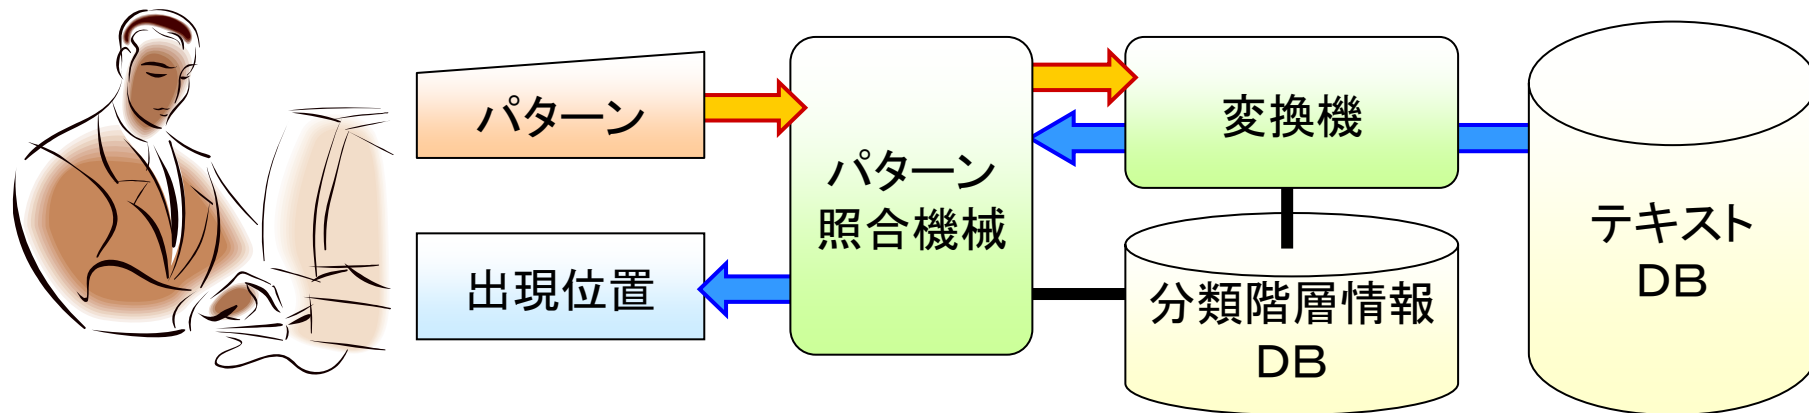 パターン
出現位置
パターン
照合機械
変換機
分類階層情報
ＤＢ
テキスト
ＤＢ